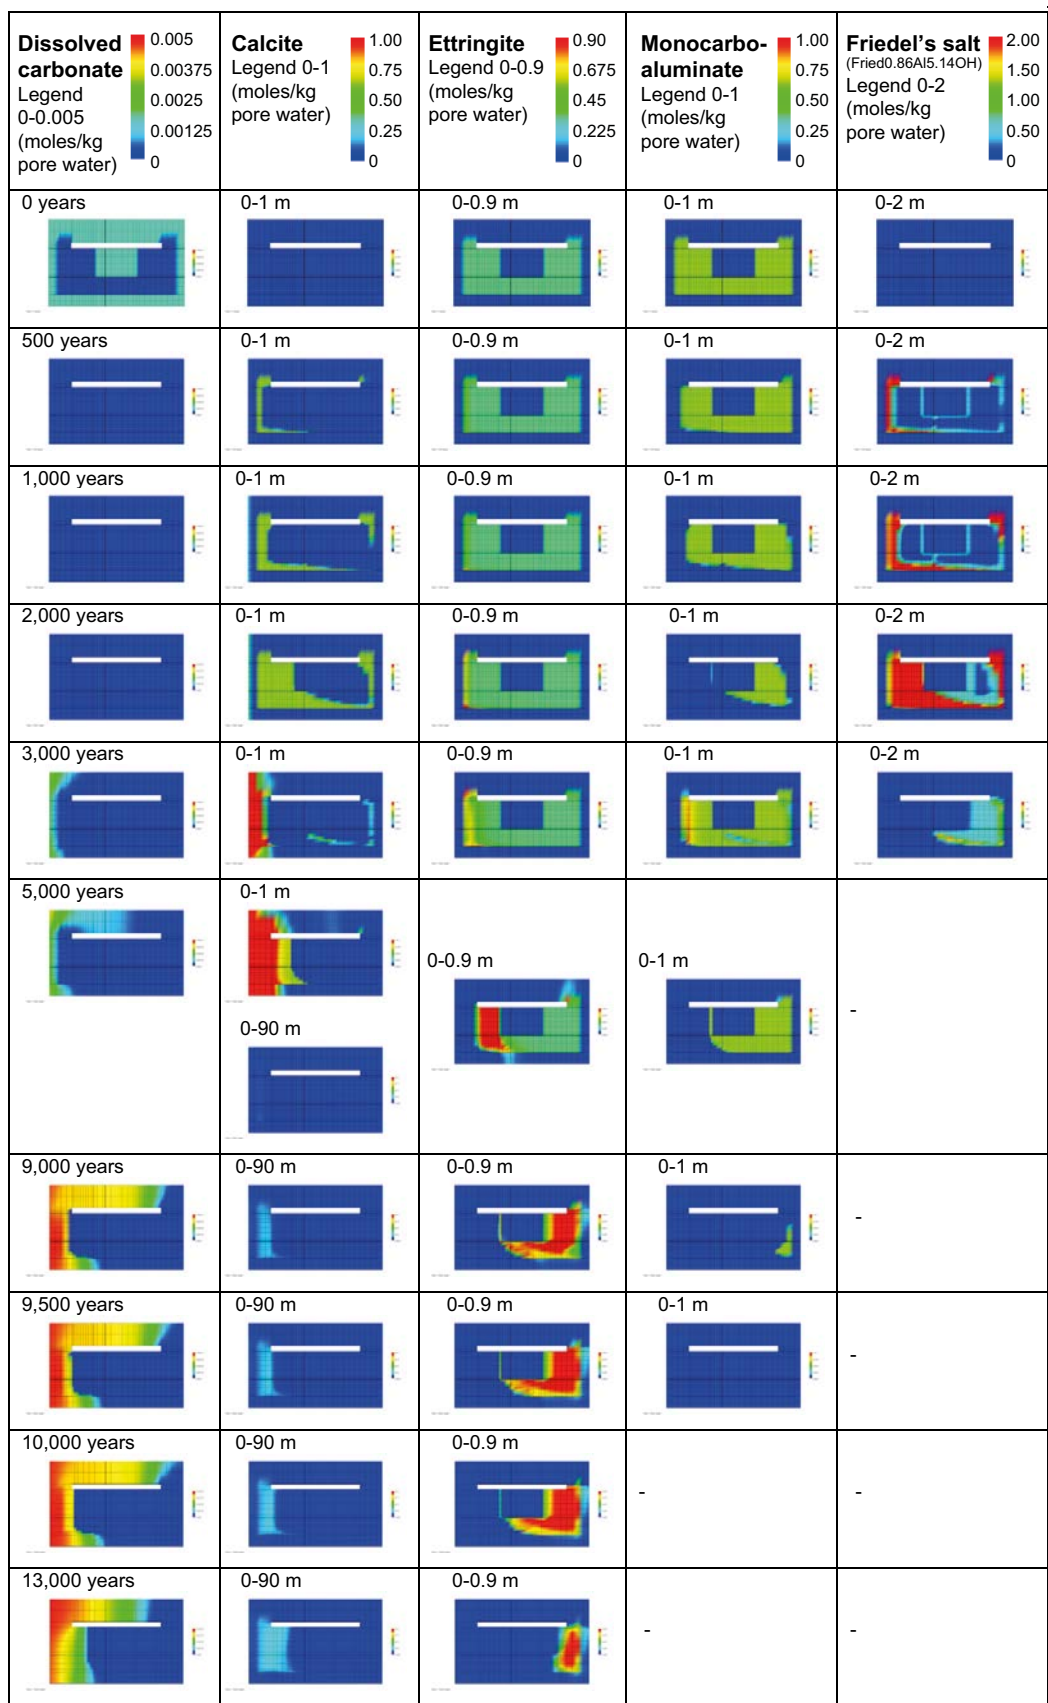 Dissolved carbonate
Legend
0-0.005
(moles/kg
pore water)
0.005
0.00375
0.0025
0.00125
0
Calcite
Legend 0-1
(moles/kg
pore water)
1.00
0.75
0.50
0.25
0
Ettringite
Legend 0-0.9
(moles/kg
pore water)
0.90
0.675
0.45
0.225
0
Monocarbo-
aluminate
Legend 0-1
(moles/kg
pore water)
1.00
0.75
0.50
0.25
0
Friedel's salt
(Fried0.86Al5.14OH)
Legend 0-2
(moles/kg
pore water)
2.00
1.50
1.00
0.50
0
0 years
0-1 m
0-0.9 m
0-1 m
0-2 m
500 years
0-1 m
0-0.9 m
0-1 m
0-2 m
1,000 years
0-1 m
0-0.9 m
0-1 m
0-2 m
2,000 years
0-1 m
0-0.9 m
0-1 m
0-2 m
3,000 years
0-1 m
0-0.9 m
0-1 m
0-2 m
5,000 years
0-1 m
0-90 m
0-0.9 m
0-1 m
-
9,000 years
0-90 m
0-0.9 m
0-1 m
-
9,500 years
0-90 m
0-0.9 m
0-1 m
-
10,000 years
0-90 m
0-0.9 m
-
-
13,000 years
0-90 m
0-0.9 m
-
-